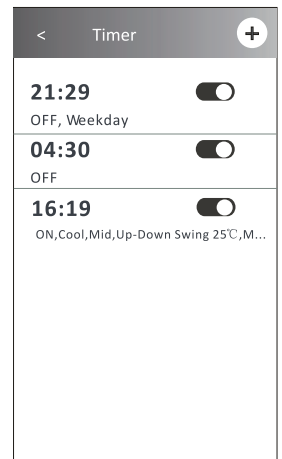 < Timer +
21:29
OFF, Weekday
04:30
OFF
16:19
ON,Cool,Mid,Up-Down Swing 25℃,M...